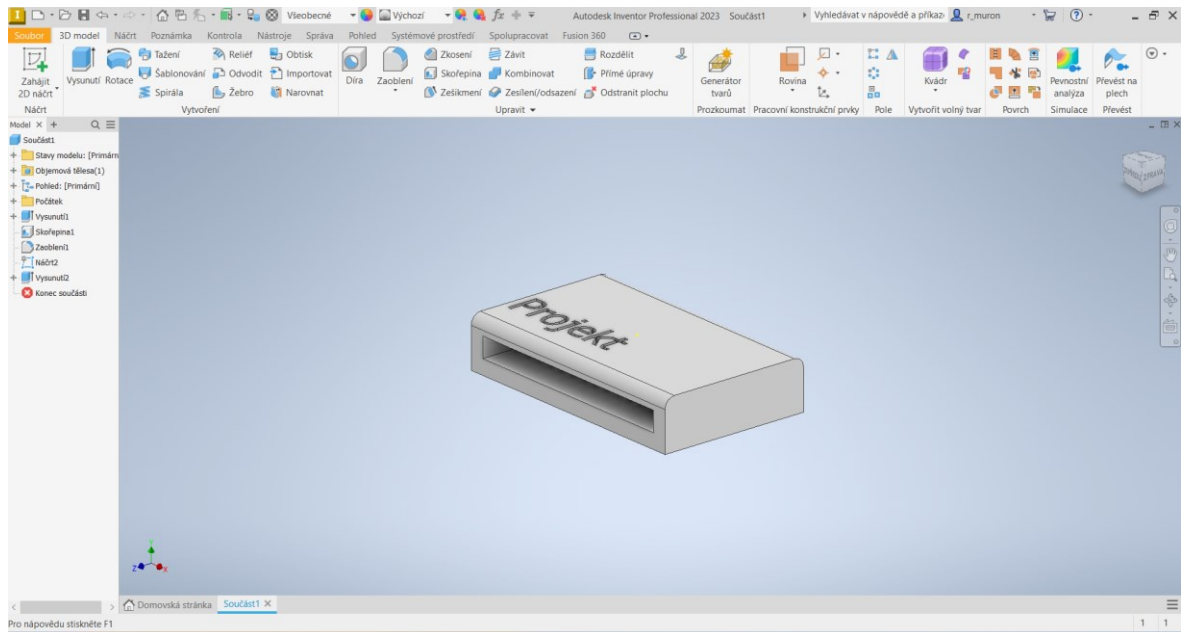 Všeobecné Výchozí fx Autodesk Inventor Professional 2023 Součást1 Vyhledávat v nápovědě a příkaz r_muron
Soubor 3D model Náčrt Poznámka Kontrola Nástroje Správa Pohled Systémové prostředí Spolupracovat Fusion 360
Zahájit 2D náčrt
Vysunutí
Rotace
Tažení
Šablonování
Spirála
Reliéf
Odvodit
Žebro
Obtisk
Importovat
Narovnat
Díra
Zaoblení
Zkosení
Skořepina
Zešikmení
Závit
Kombinovat
Zesílení/odsazení
Rozdělit
Přímé úpravy
Odstranit plochu
Generátor tvarů
Rovina
Kvádr
Pevnostní analýza
Převést na plech
Náčrt Vytvoření Upravit Prozkoumat Pracovní konstrukční prvky Pole Vytvořit volný tvar Povrch Simulace Převést
Model × +
Součást1
Stavy modelu: [Primárn
Objemová tělesa(1)
Pohled: [Primární]
Počátek
Vysunutí1
Skořepina1
Zaoblení1
Náčrt2
Vysunutí2
Konec součásti
ZPRAVA
Projekt
Y
Z X
Domovská stránka Součást1 ×
Pro nápovědu stiskněte F1 1 1